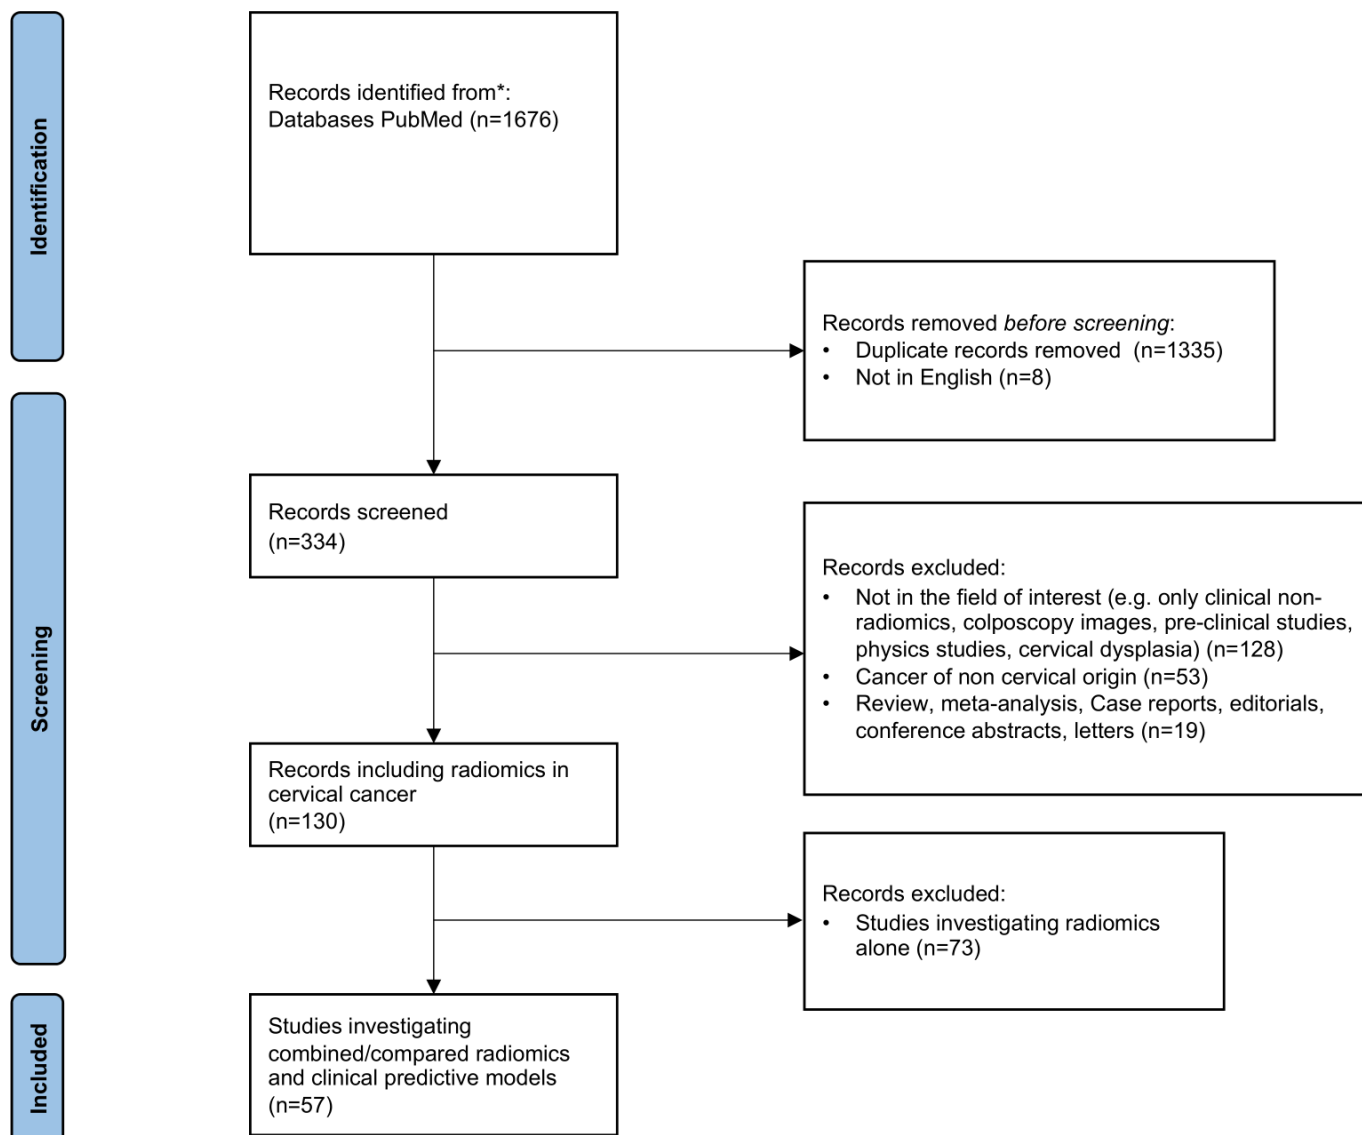 Identification
Records identified from*:
Databases PubMed (n=1676)
Records removed before screening:
• Duplicate records removed (n=1335)
• Not in English (n=8)
Screening
Records screened
(n=334)
Records excluded:
• Not in the field of interest (e.g. only clinical non-
radiomics, colposcopy images, pre-clinical studies,
physics studies, cervical dysplasia) (n=128)
• Cancer of non cervical origin (n=53)
• Review, meta-analysis, Case reports, editorials,
conference abstracts, letters (n=19)
Records including radiomics in
cervical cancer
(n=130)
Records excluded:
• Studies investigating radiomics
alone (n=73)
Included
Studies investigating
combined/compared radiomics
and clinical predictive models
(n=57)